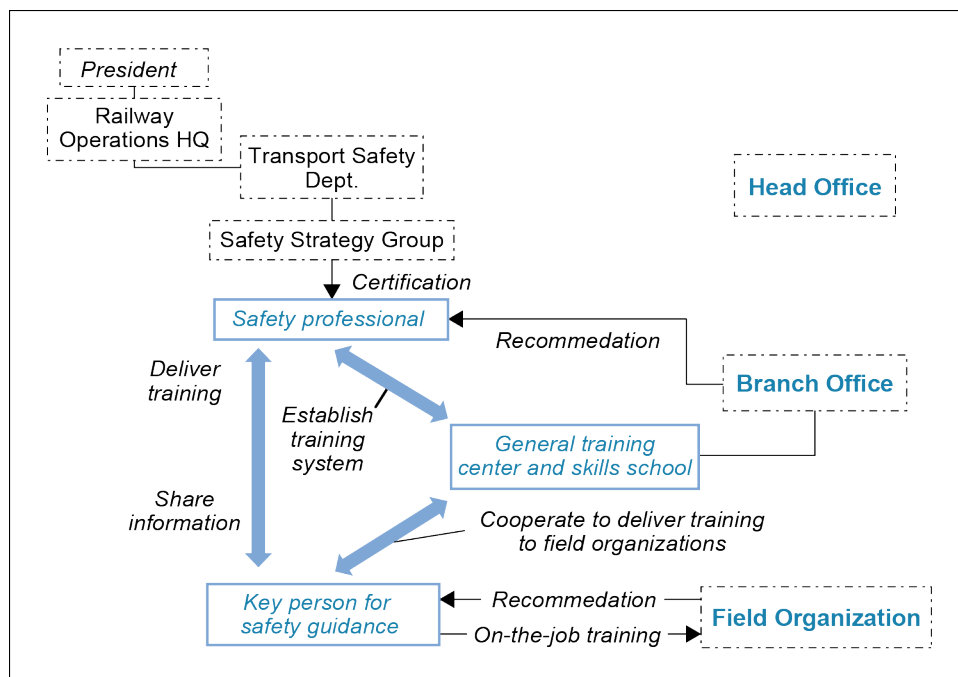 President
Railway
Operations HQ
Transport Safety
Dept.
Head Office
Safety Strategy Group
Certification
Safety professional
Recommedation
Deliver
training
Branch Office
Establish
training
system
General training
center and skills school
Share
information
Cooperate to deliver training
to field organizations
Key person for
safety guidance
Recommedation
On-the-job training
Field Organization